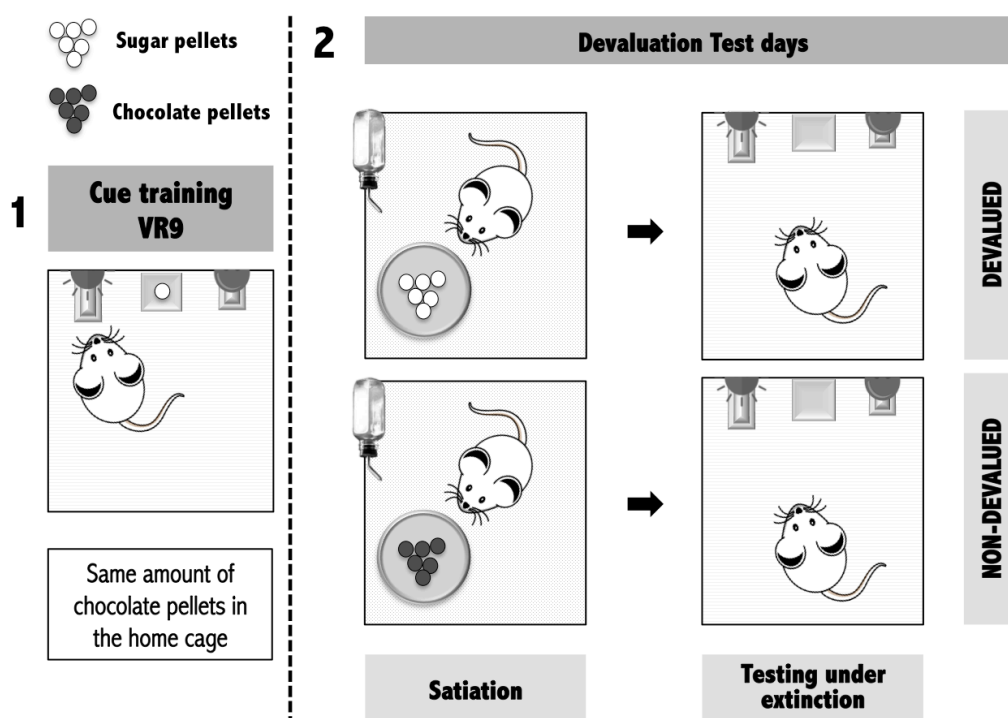 Sugar pellets
Chocolate pellets
1
Cue training
VR9
Same amount of
chocolate pellets in
the home cage
2
Devaluation Test days
DEVALUED
NON-DEVALUED
Satiation
Testing under
extinction